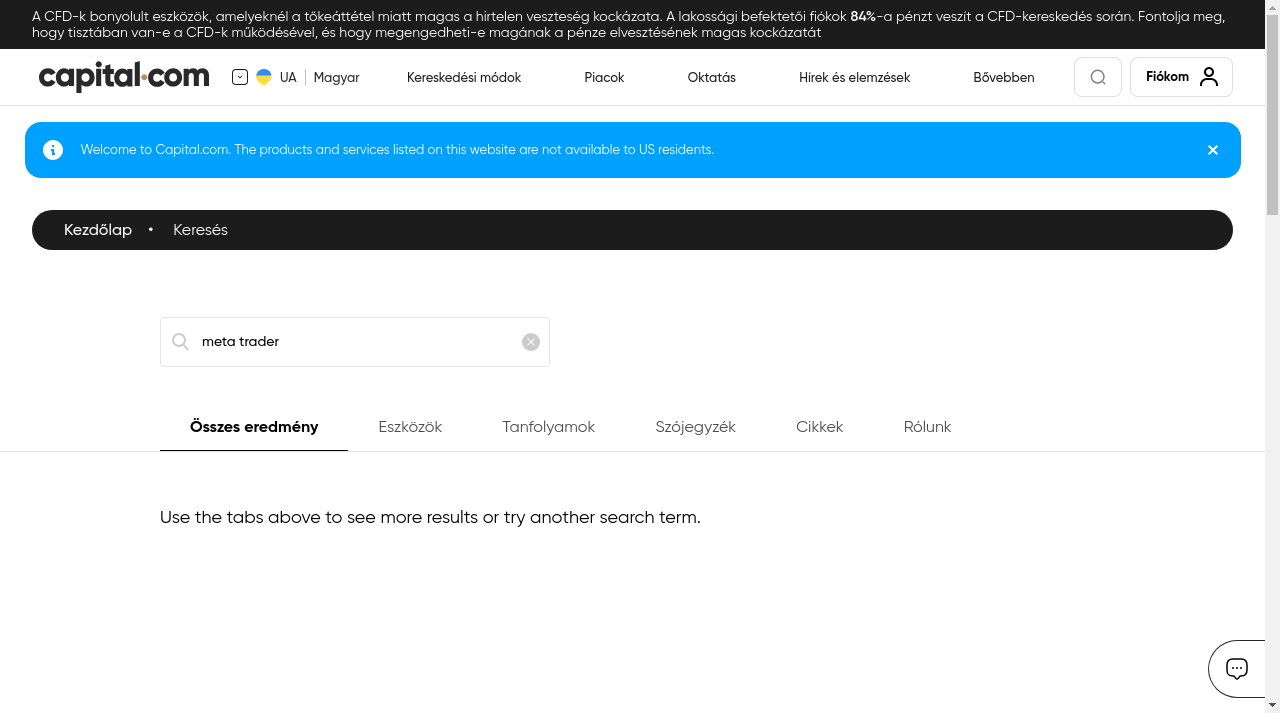 A CFD-k bonyolult eszközök, amelyeknél a tőkeáttétel miatt magas a hirtelen veszteség kockázata. A lakossági befektetői fiókok 84%-a pénzt veszít a CFD-kereskedés során. Fontolja meg,
hogy tisztában van-e a CFD-k működésével, és hogy megengedheti-e magának a pénze elvesztésének magas kockázatát
capital.com UA Magyar Kereskedési módok Piacok Oktatás Hírek és elemzések Bővebben Fiókom
Welcome to Capital.com. The products and services listed on this website are not available to US residents.
Kezdőlap • Keresés
meta trader
Összes eredmény Eszközök Tanfolyamok Szójegyzék Cikkek Rólunk
Use the tabs above to see more results or try another search term.